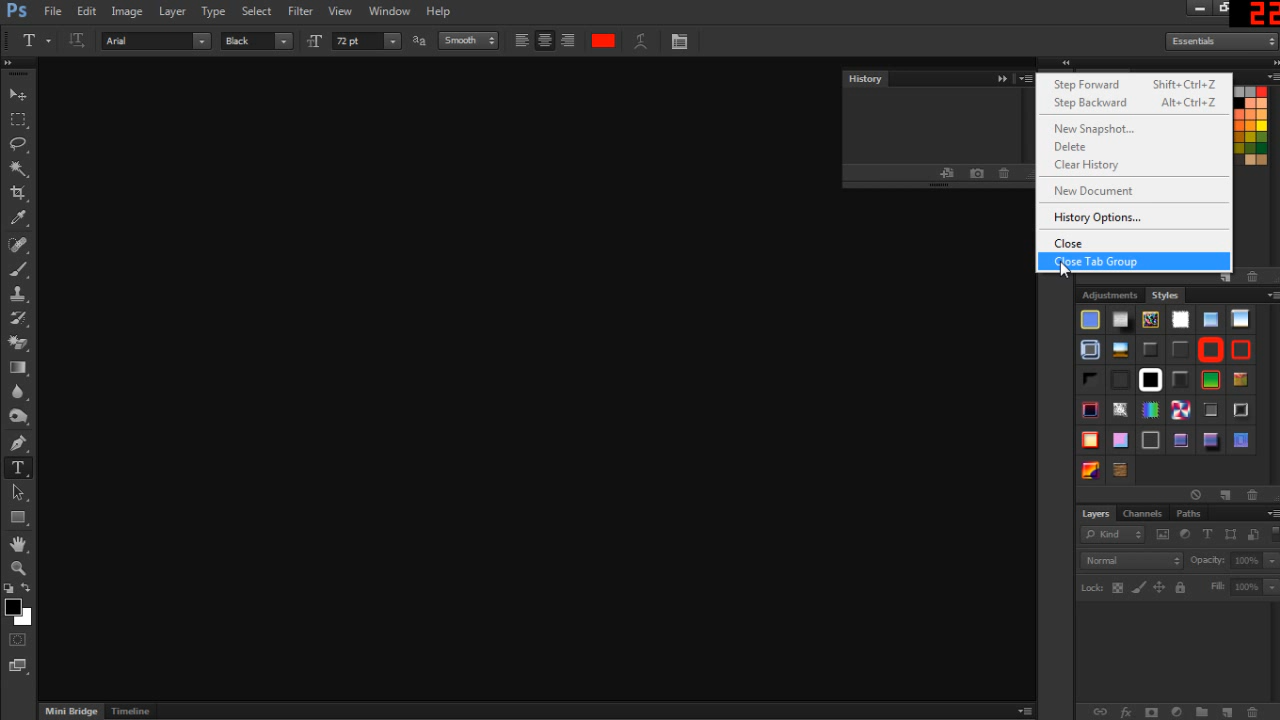 Ps File Edit Image Layer Type Select Filter View Window Help
22
T Arial Black 72 pt Smooth Essentials
History
Step Forward Shift+Ctrl+Z
Step Backward Alt+Ctrl+Z
New Snapshot...
Delete
Clear History
New Document
History Options...
Close
Close Tab Group
Adjustments Styles
Layers Channels Paths
Kind
Normal Opacity: 100%
Lock: Fill: 100%
Mini Bridge Timeline